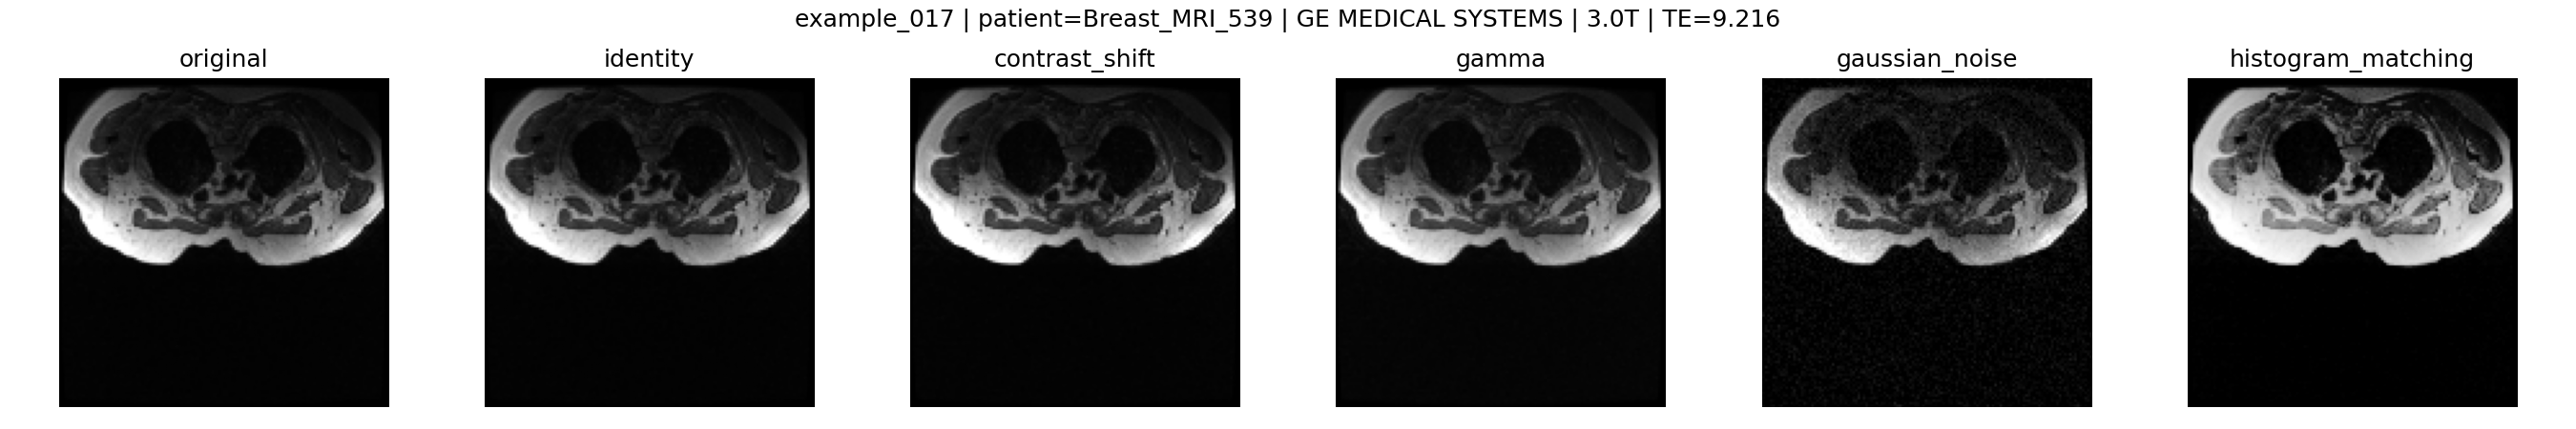 example_017 | patient=Breast_MRI_539 | GE MEDICAL SYSTEMS | 3.0T | TE=9.216
original identity contrast_shift gamma gaussian_noise histogram_matching